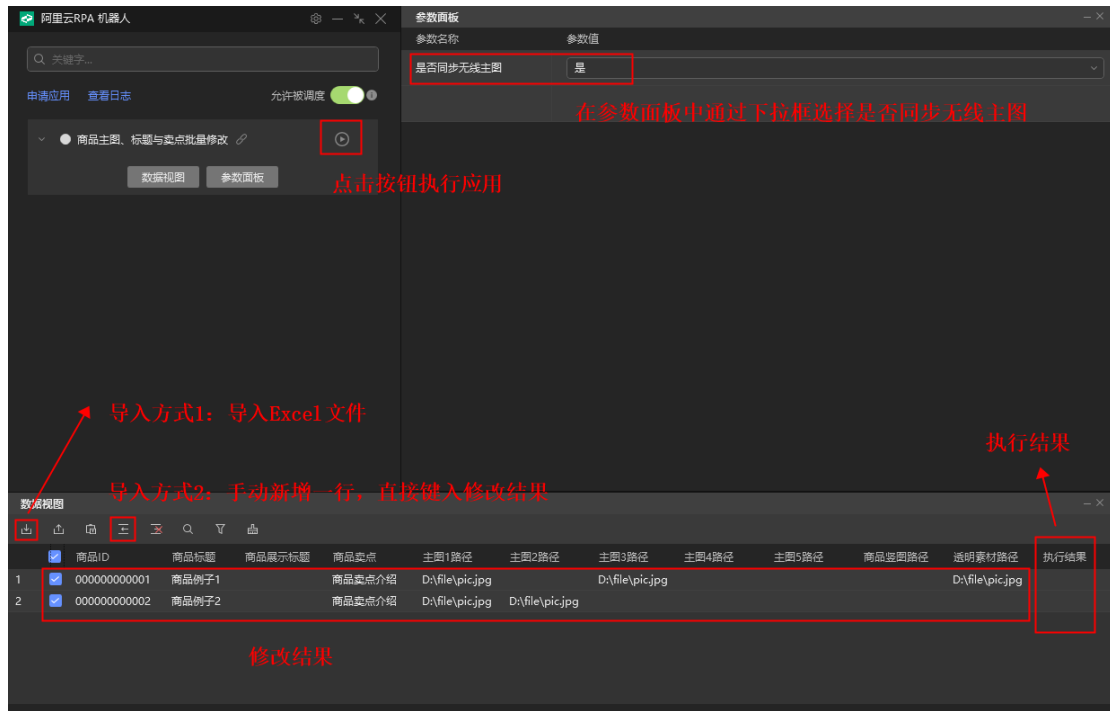 阿里云RPA 机器人
关键字...
申请应用 查看日志 允许被调度
商品主图、标题与卖点批量修改
数据视图 参数面板
点击按钮执行应用
参数面板
参数名称 参数值
是否同步无线主图 是
在参数面板中通过下拉框选择是否同步无线主图
导入方式1：导入Excel文件
执行结果
导入方式2：手动新增一行，直接键入修改结果
数据视图
商品ID 商品标题 商品展示标题 商品卖点 主图1路径 主图2路径 主图3路径 主图4路径 主图5路径 商品竖图路径 透明素材路径 执行结果
1 000000000001 商品例子1 商品卖点介绍 D:\file\pic.jpg D:\file\pic.jpg D:\file\pic.jpg
2 000000000002 商品例子2 商品卖点介绍 D:\file\pic.jpg D:\file\pic.jpg
修改结果